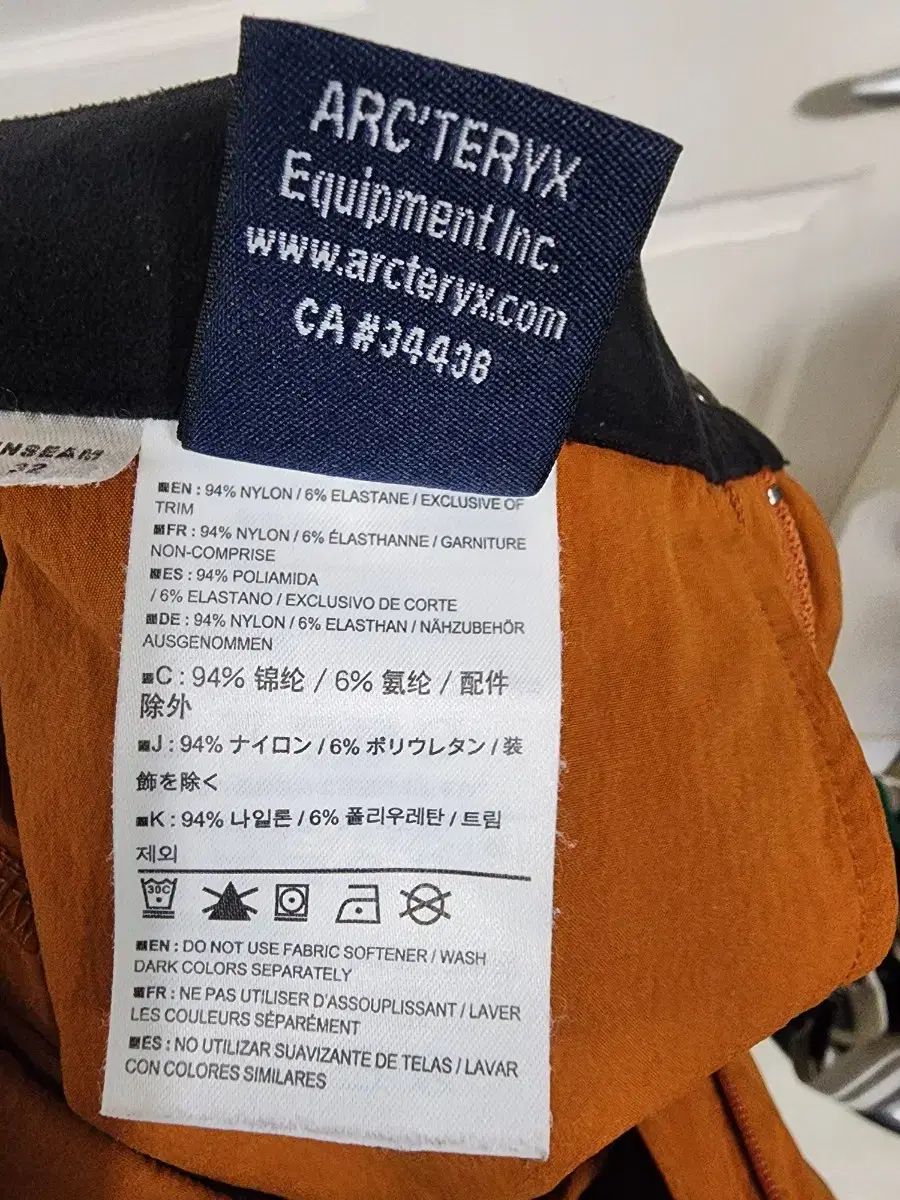 ARC'TERYX
Equipment Inc.
www.arcteryx.com
CA#34438
INSEAM
32
EN : 94% NYLON / 6% ELASTANE / EXCLUSIVE OF
TRIM
FR : 94% NYLON / 6% ÉLASTHANNE / GARNITURE
NON-COMPRISE
ES : 94% POLIAMIDA
/ 6% ELASTANO / EXCLUSIVO DE CORTE
DE : 94% NYLON / 6% ELASTHAN / NÄHZUBEHÖR
AUSGENOMMEN
C : 94% 锦纶 / 6% 氨纶 / 配件
除外
J : 94% ナイロン / 6% ポリウレタン / 装
飾を除く
K : 94% 나일론 / 6% 폴리우레탄 / 트림
제외
30C
EN : DO NOT USE FABRIC SOFTENER / WASH
DARK COLORS SEPARATELY
FR : NE PAS UTILISER D'ASSOUPLISSANT / LAVER
LES COULEURS SÉPARÉMENT
ES : NO UTILIZAR SUAVIZANTE DE TELAS / LAVAR
CON COLORES SIMILARES